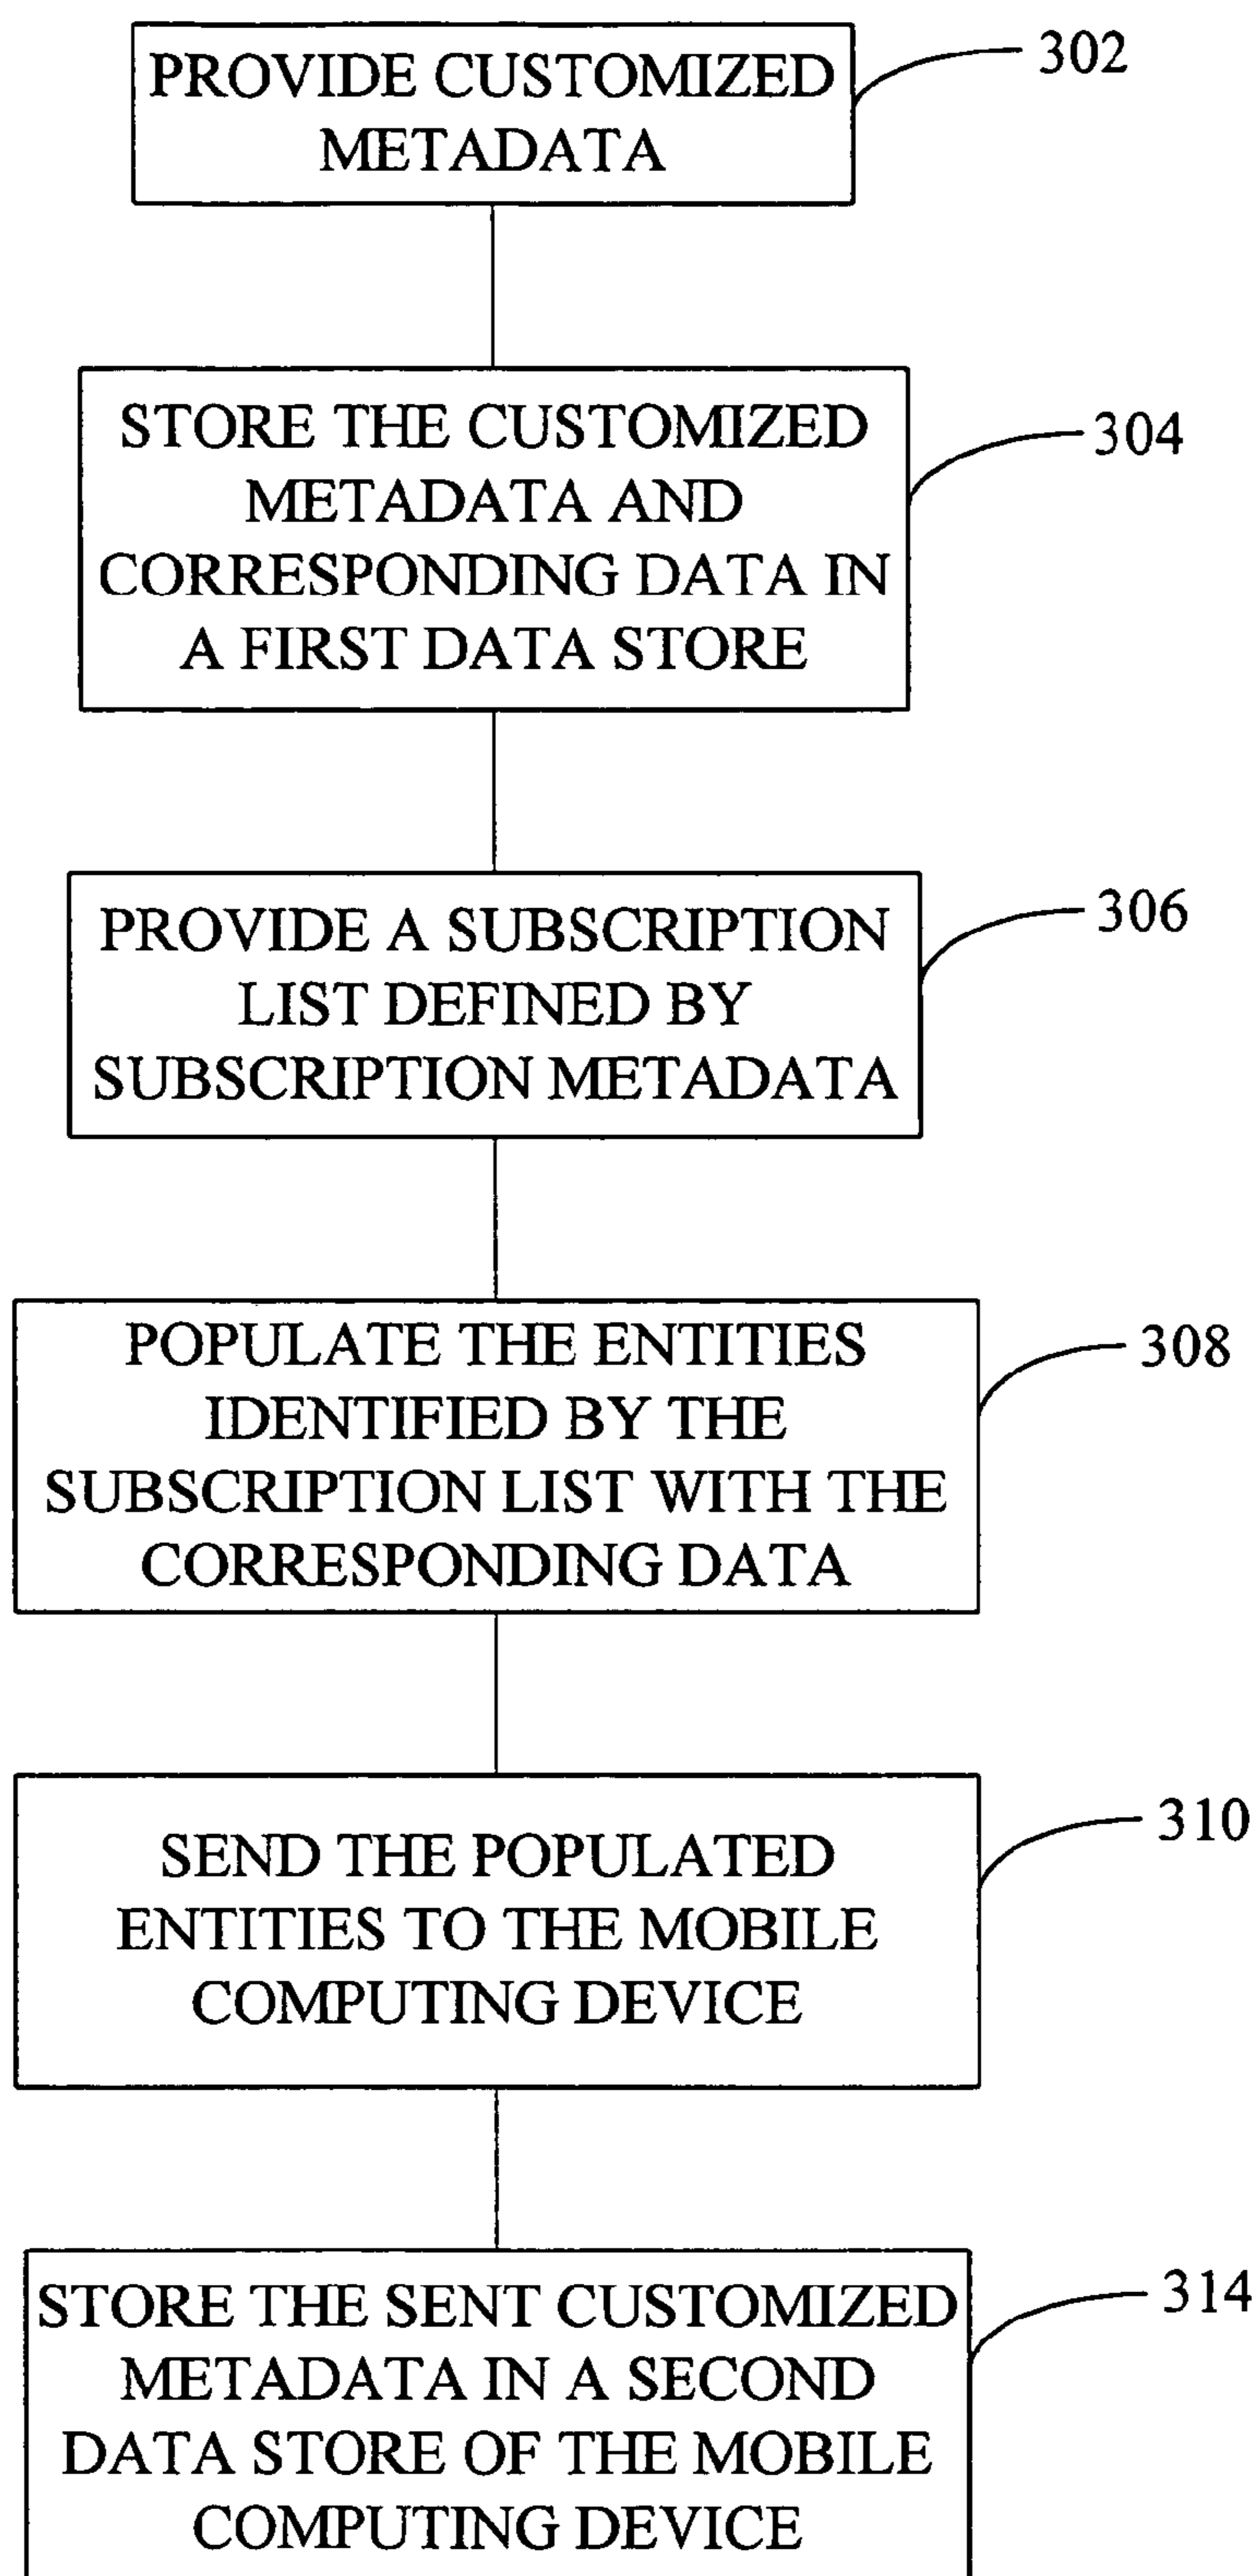 PROVIDE CUSTOMIZED
METADATA
302
STORE THE CUSTOMIZED
METADATA AND
CORRESPONDING DATA IN
A FIRST DATA STORE
304
PROVIDE A SUBSCRIPTION
LIST DEFINED BY
SUBSCRIPTION METADATA
306
POPULATE THE ENTITIES
IDENTIFIED BY THE
SUBSCRIPTION LIST WITH THE
CORRESPONDING DATA
308
SEND THE POPULATED
ENTITIES TO THE MOBILE
COMPUTING DEVICE
310
STORE THE SENT CUSTOMIZED
METADATA IN A SECOND
DATA STORE OF THE MOBILE
COMPUTING DEVICE
314